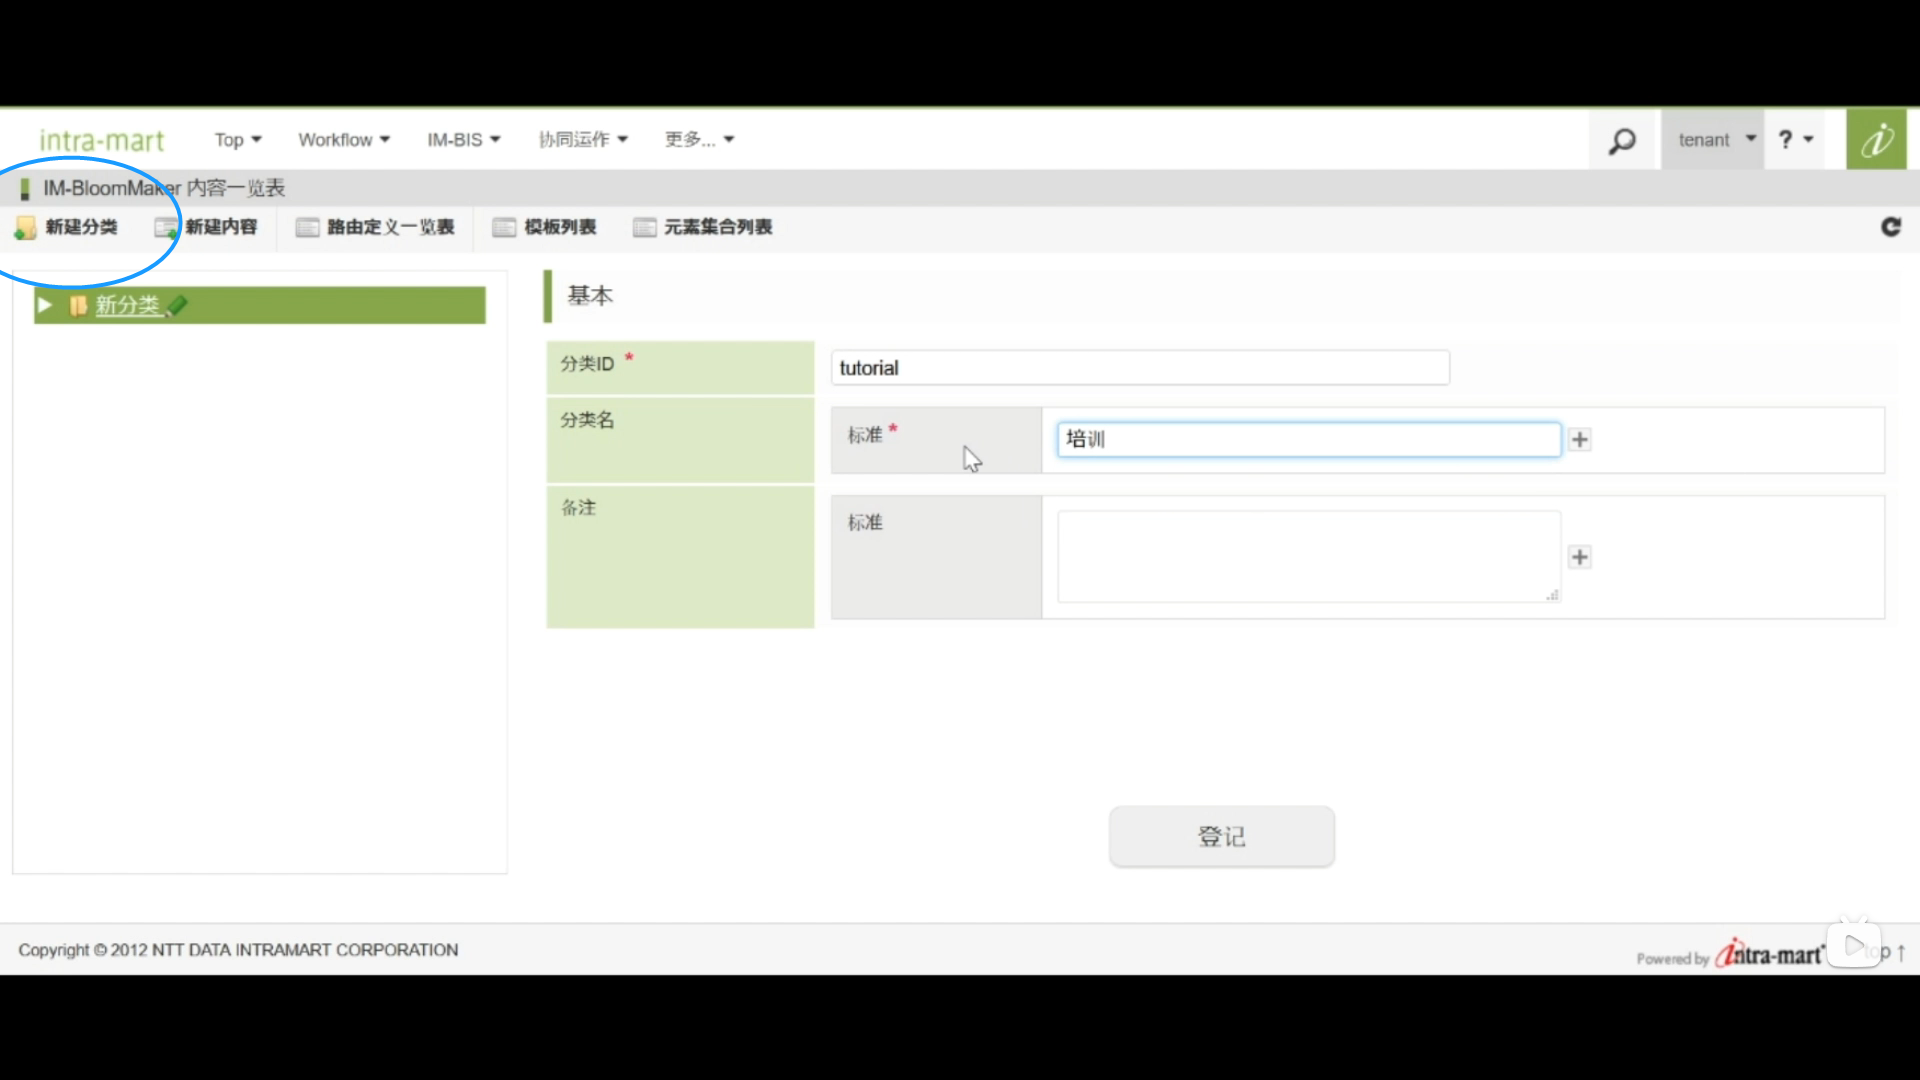 intra-mart Top Workflow IM-BIS 协同运作 更多... tenant ?
IM-BloomMaker 内容一览表
新建分类 新建内容 路由定义一览表 模板列表 元素集合列表
新分类
基本
分类ID * tutorial
分类名 标准 * 培训
备注 标准
登记
Copyright © 2012 NTT DATA INTRAMART CORPORATION
Powered by intra-mart top ↑